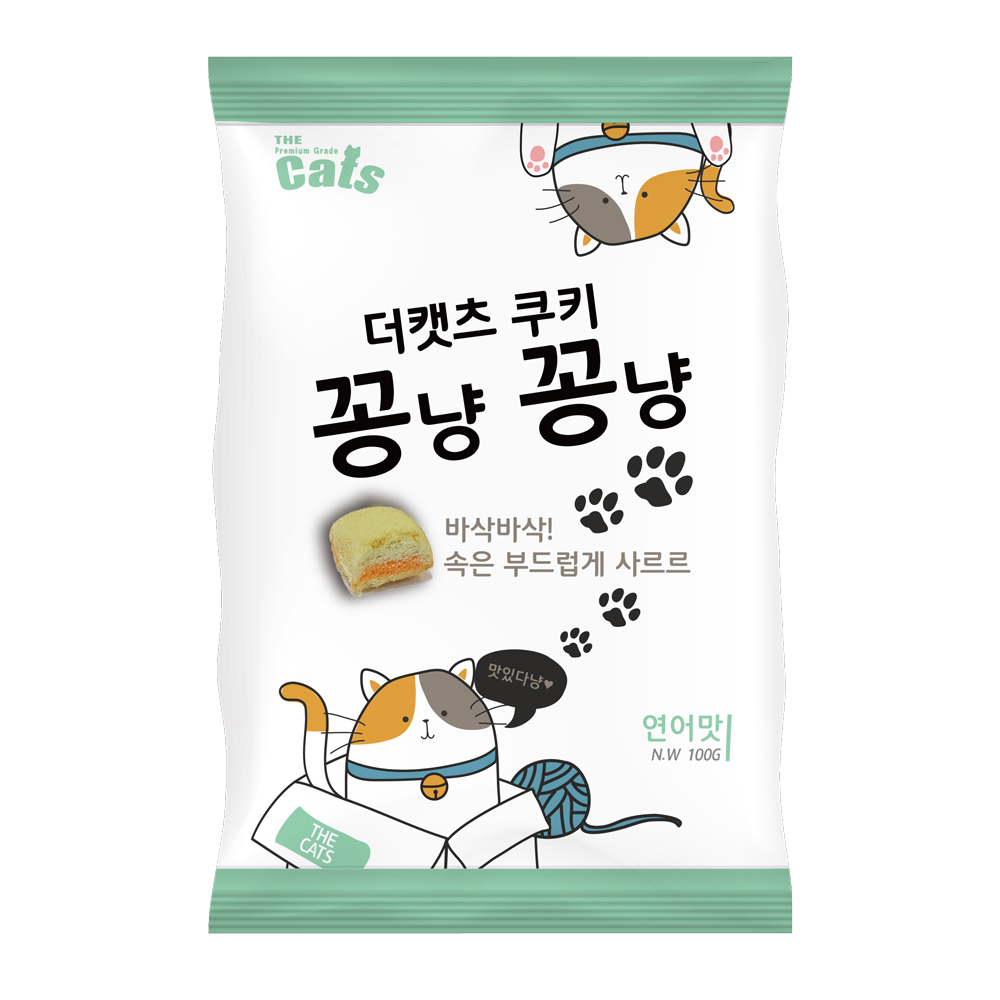 THE
Premium Grade
Cats
더캣츠 쿠키
꽁냥 꽁냥
바삭바삭!
속은 부드럽게 사르르
맛있다냥♥
연어맛
N.W 100G
THE
CATS